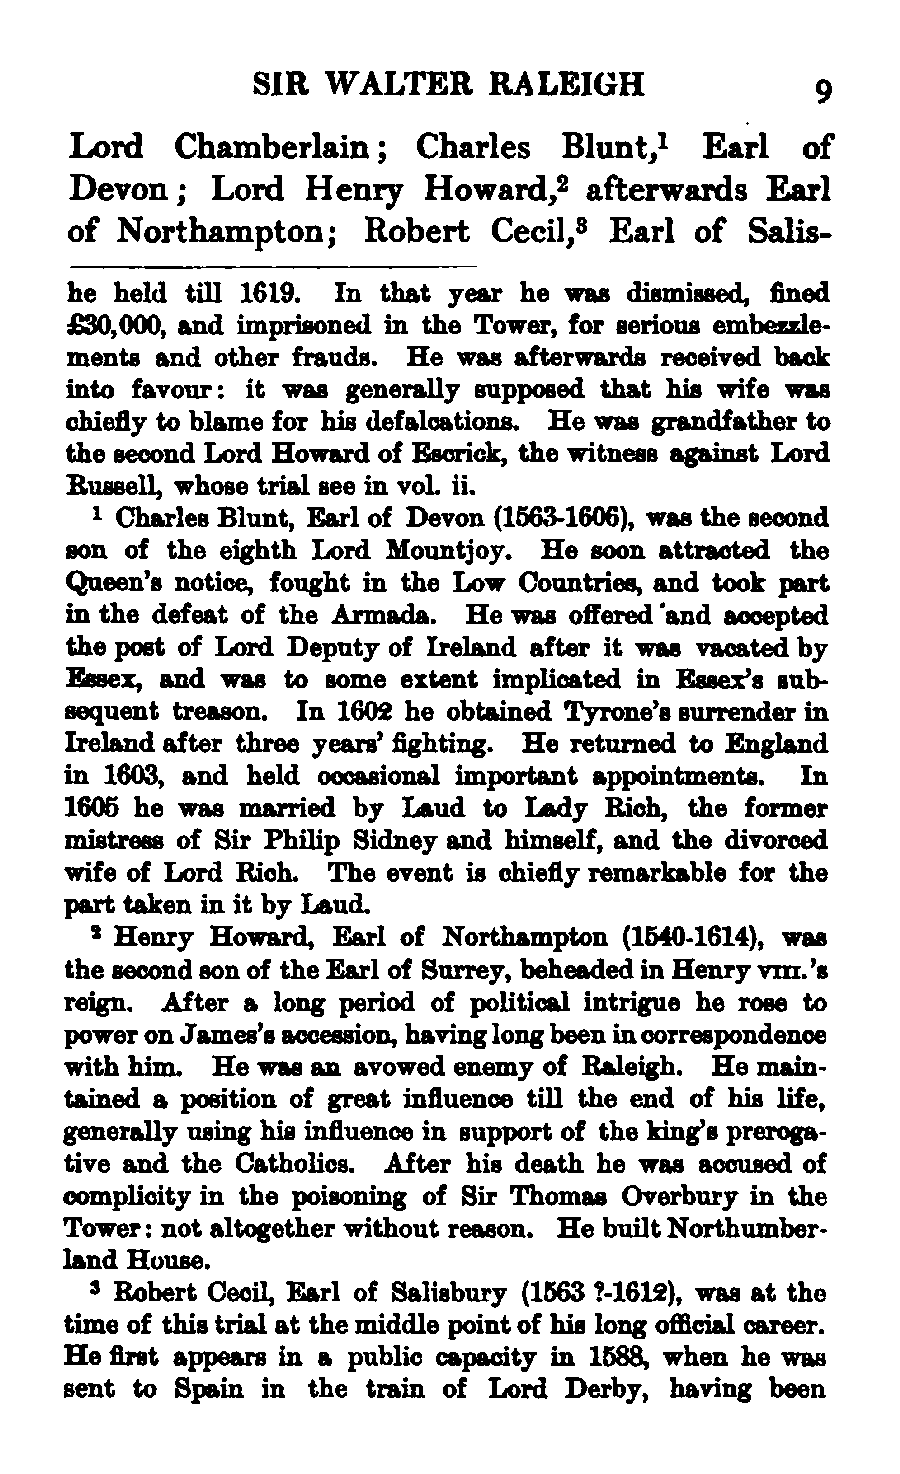 SIR WALTER RALEIGH 9
Lord Chamberlain; Charles Blunt,¹ Earl of
Devon; Lord Henry Howard,² afterwards Earl
of Northampton; Robert Cecil,³ Earl of Salis-
he held till 1619. In that year he was dismissed, fined
£30,000, and imprisoned in the Tower, for serious embezzle-
ments and other frauds. He was afterwards received back
into favour: it was generally supposed that his wife was
chiefly to blame for his defalcations. He was grandfather to
the second Lord Howard of Escrick, the witness against Lord
Russell, whose trial see in vol. ii.
¹ Charles Blunt, Earl of Devon (1563-1606), was the second
son of the eighth Lord Mountjoy. He soon attracted the
Queen's notice, fought in the Low Countries, and took part
in the defeat of the Armada. He was offered and accepted
the post of Lord Deputy of Ireland after it was vacated by
Essex, and was to some extent implicated in Essex's sub-
sequent treason. In 1602 he obtained Tyrone's surrender in
Ireland after three years' fighting. He returned to England
in 1603, and held occasional important appointments. In
1605 he was married by Laud to Lady Rich, the former
mistress of Sir Philip Sidney and himself, and the divorced
wife of Lord Rich. The event is chiefly remarkable for the
part taken in it by Laud.
² Henry Howard, Earl of Northampton (1540-1614), was
the second son of the Earl of Surrey, beheaded in Henry VIII.'s
reign. After a long period of political intrigue he rose to
power on James's accession, having long been in correspondence
with him. He was an avowed enemy of Raleigh. He main-
tained a position of great influence till the end of his life,
generally using his influence in support of the king's preroga-
tive and the Catholics. After his death he was accused of
complicity in the poisoning of Sir Thomas Overbury in the
Tower: not altogether without reason. He built Northumber-
land House.
³ Robert Cecil, Earl of Salisbury (1563 ?-1612), was at the
time of this trial at the middle point of his long official career.
He first appears in a public capacity in 1588, when he was
sent to Spain in the train of Lord Derby, having been